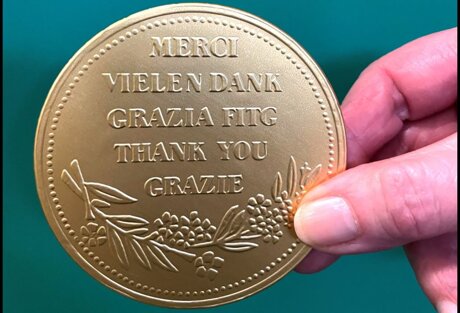 MERCI
VIELEN DANK
GRAZIA FITG
THANK YOU
GRAZIE